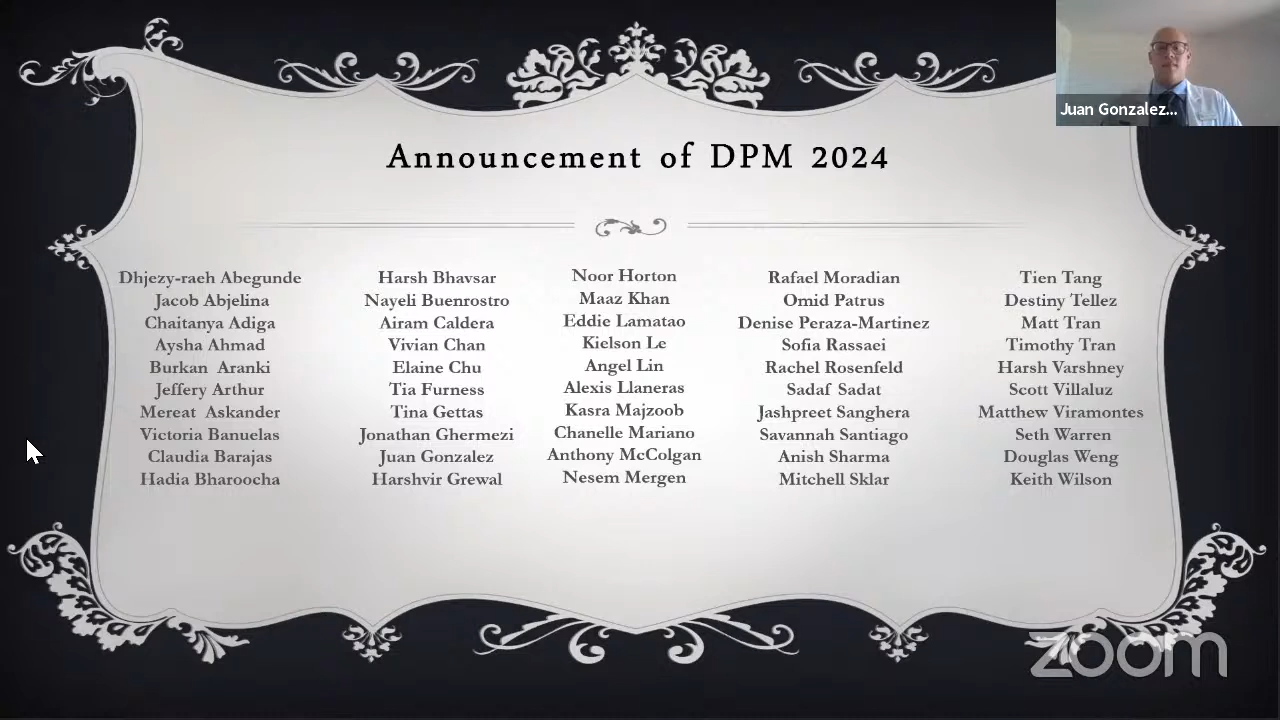 Juan Gonzalez...
Announcement of DPM 2024
Dhjezy-raeh Abegunde
Jacob Abjelina
Chaitanya Adiga
Aysha Ahmad
Burkan Aranki
Jeffery Arthur
Mereat Askander
Victoria Banuelas
Claudia Barajas
Hadia Bharoocha
Harsh Bhavsar
Nayeli Buenrostro
Airam Caldera
Vivian Chan
Elaine Chu
Tia Furness
Tina Gettas
Jonathan Ghermezi
Juan Gonzalez
Harshvir Grewal
Noor Horton
Maaz Khan
Eddie Lamatao
Kielson Le
Angel Lin
Alexis Llaneras
Kasra Majzoob
Chanelle Mariano
Anthony McColgan
Nesem Mergen
Rafael Moradian
Omid Patrus
Denise Peraza-Martinez
Sofia Rassaei
Rachel Rosenfeld
Sadaf Sadat
Jashpreet Sanghera
Savannah Santiago
Anish Sharma
Mitchell Sklar
Tien Tang
Destiny Tellez
Matt Tran
Timothy Tran
Harsh Varshney
Scott Villaluz
Matthew Viramontes
Seth Warren
Douglas Weng
Keith Wilson
zoom